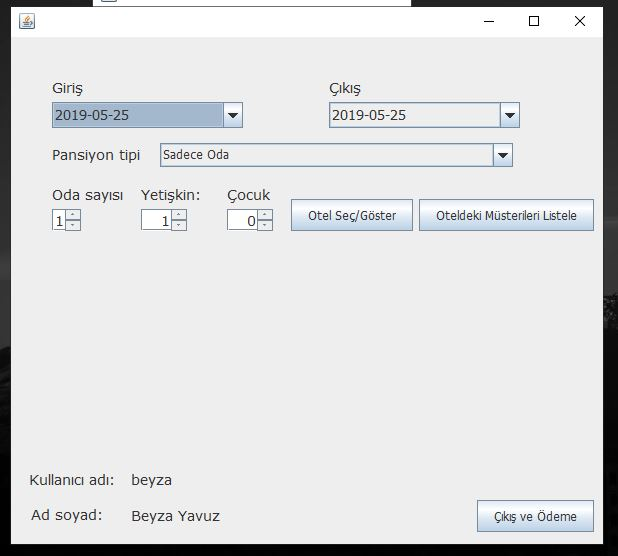 Giriş Çıkış
2019-05-25 2019-05-25
Pansiyon tipi Sadece Oda
Oda sayısı Yetişkin: Çocuk
1 1 0 Otel Seç/Göster Oteldeki Müsterileri Listele
Kullanıcı adı: beyza
Ad soyad: Beyza Yavuz
Çıkış ve Ödeme